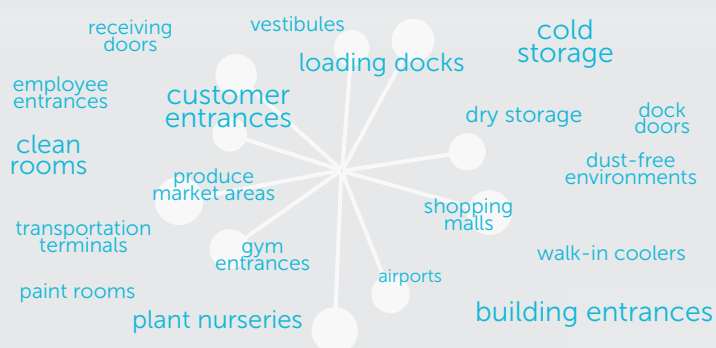 vestibules
receiving
doors
cold
storage
loading docks
employee
entrances
customer
entrances
dry storage
dock
doors
clean
rooms
dust-free
environments
produce
market areas
shopping
malls
transportation
terminals
gym
entrances
walk-in coolers
airports
paint rooms
building entrances
plant nurseries